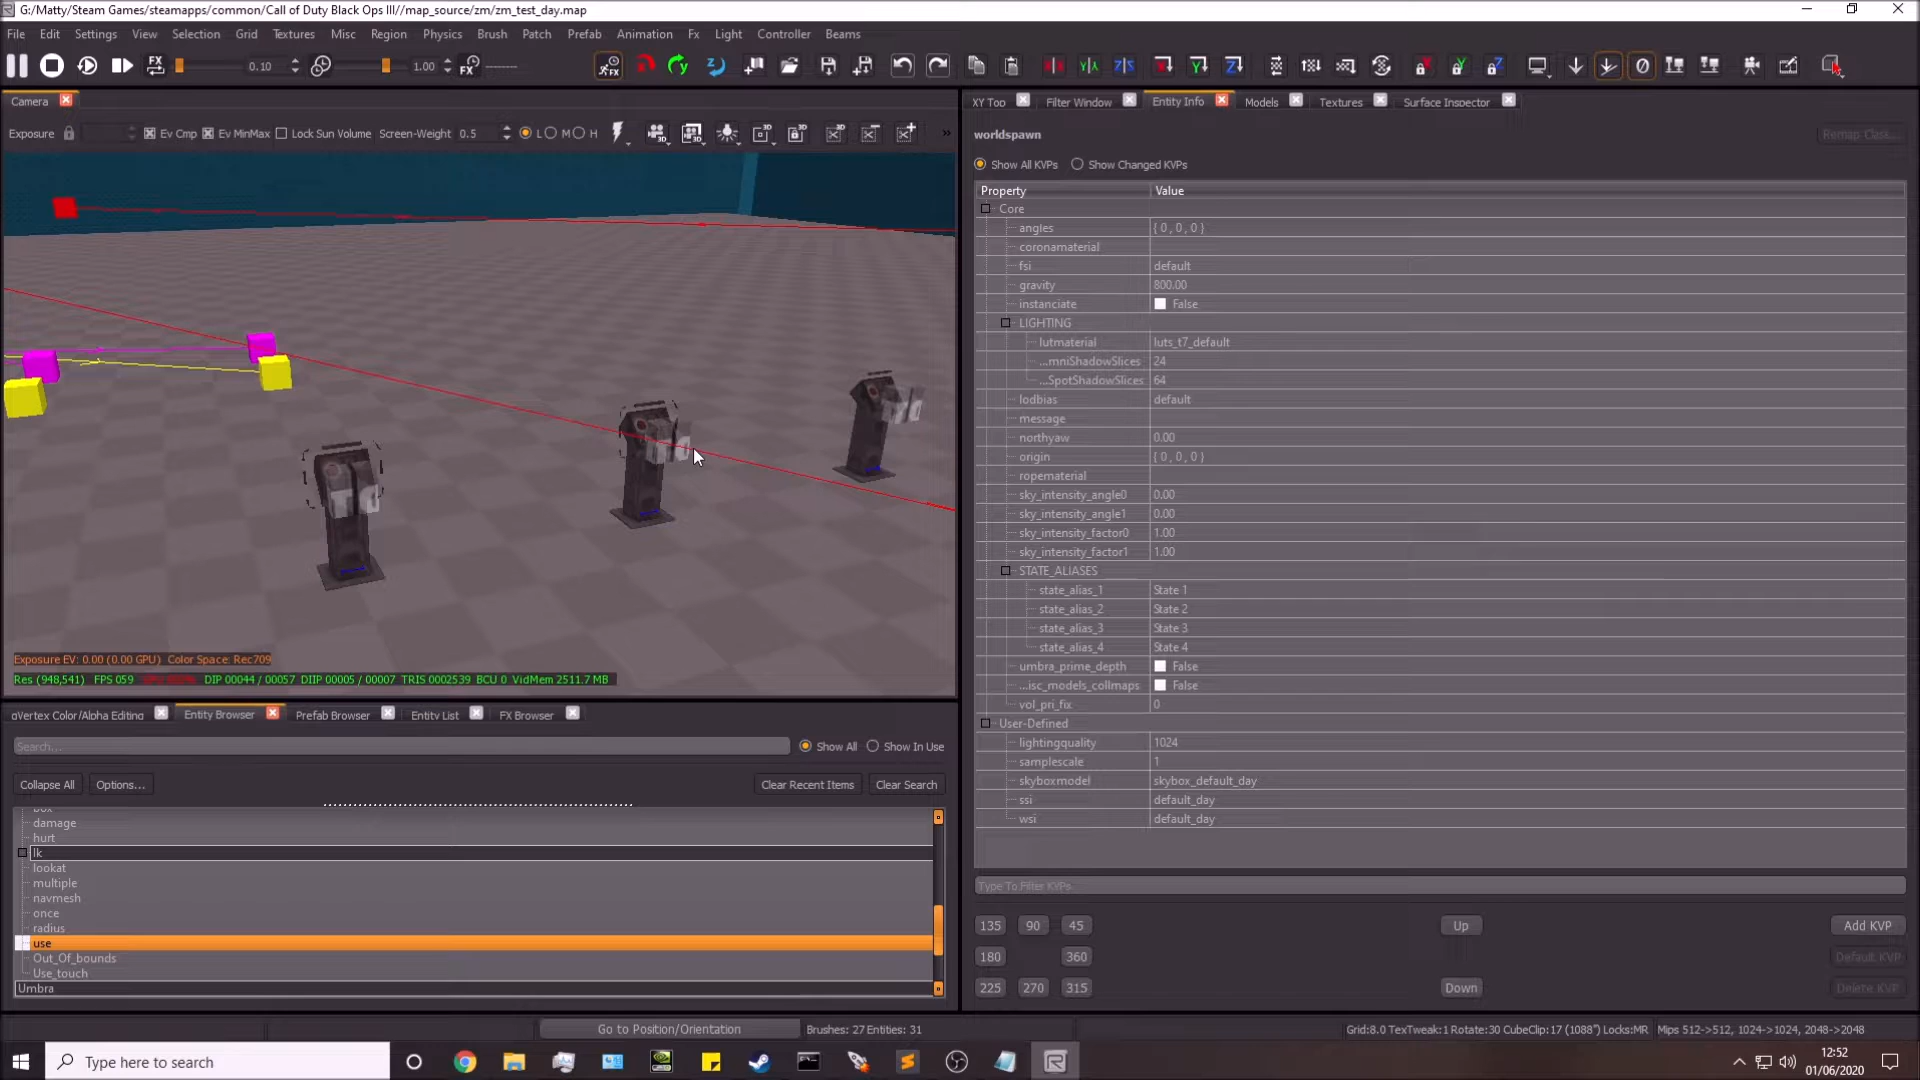 G:/Matty/Steam Games/steamapps/common/Call of Duty Black Ops III//map_source/zm/zm_test_day.map
File Edit Settings View Selection Grid Textures Misc Region Physics Brush Patch Prefab Animation Fx Light Controller Beams
FX 0.10 1.00 FX
Camera
Exposure Ev Cmp Ev MinMax Lock Sun Volume Screen-Weight 0.5 L M H
Exposure EV: 0.00 (0.00 GPU) Color Space: Rec709
Res (948,541) FPS 059 DIP 00044 / 00057 DIIP 00005 / 00007 TRIS 0002539 BCU 0 VidMem 2511.7 MB
XY Top Filter Window Entity Info Models Textures Surface Inspector
worldspawn
Remap Clas...
Show All KVPs Show Changed KVPs
Property Value
Core
angles { 0 , 0 , 0 }
coronamaterial
fsi default
gravity 800.00
instanciate False
LIGHTING
lutmaterial luts_t7_default
...mniShadowSlices 24
...SpotShadowSlices 64
lodbias default
message
northyaw 0.00
origin { 0 , 0 , 0 }
ropematerial
sky_intensity_angle0 0.00
sky_intensity_angle1 0.00
sky_intensity_factor0 1.00
sky_intensity_factor1 1.00
STATE_ALIASES
state_alias_1 State 1
state_alias_2 State 2
state_alias_3 State 3
state_alias_4 State 4
umbra_prime_depth False
...isc_models_collmaps False
vol_pri_fix 0
User-Defined
lightingquality 1024
samplescale 1
skyboxmodel skybox_default_day
ssi default_day
wsi default_day
Type To Filter KVPs
135 90 45 Up Add KVP
180 360 Default KVP
225 270 315 Down Delete KVP
Vertex Color/Alpha Editing Entity Browser Prefab Browser Entity List FX Browser
Search... Show All Show In Use
Collapse All Options... Clear Recent Items Clear Search
box
damage
hurt
lk
lookat
multiple
navmesh
once
radius
use
Out_Of_bounds
Use_touch
Umbra
Go to Position/Orientation Brushes: 27 Entities: 31 Grid:8.0 TexTweak:1 Rotate:30 CubeClip:17 (1088") Locks:MR Mips 512->512, 1024->1024, 2048->2048
Type here to search
12:52
01/06/2020